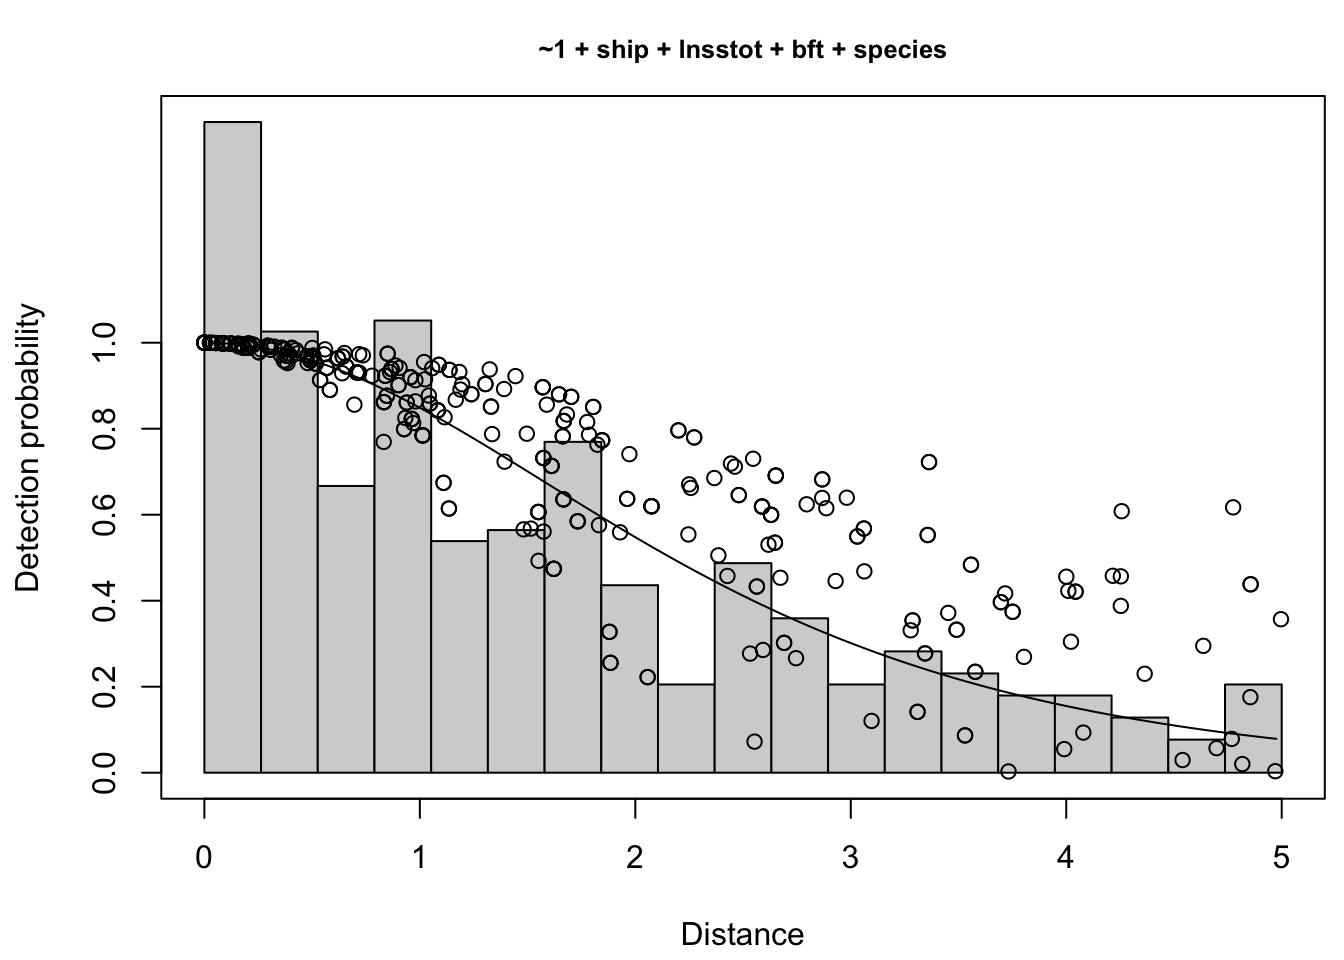 ~1 + ship + lnsstot + bft + species
Detection probability
1.0
0.8
0.6
0.4
0.2
0.0
0 1 2 3 4 5
Distance